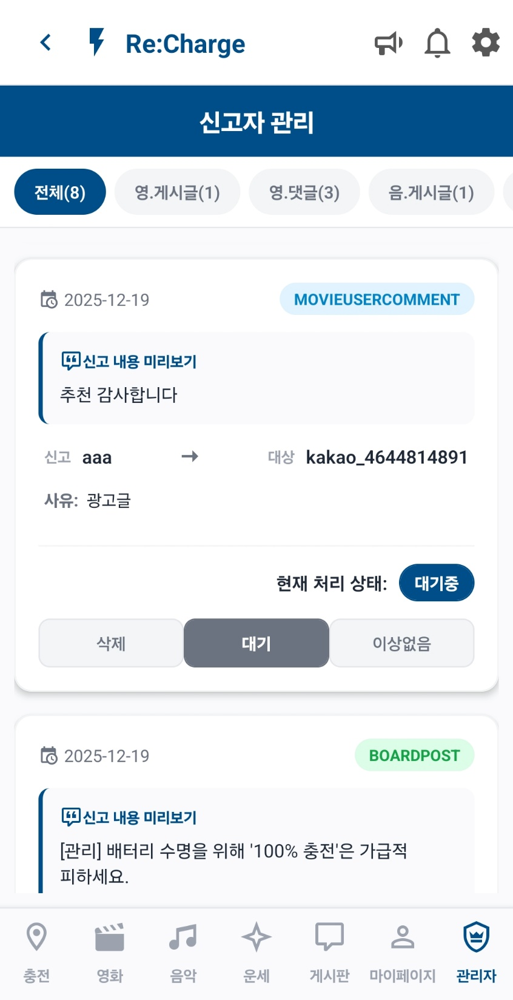 Re:Charge
신고자 관리
전체(8) 영.게시글(1) 영.댓글(3) 음.게시글(1)
2025-12-19 MOVIEUSERCOMMENT
신고 내용 미리보기
추천 감사합니다
신고 aaa → 대상 kakao_4644814891
사유: 광고글
현재 처리 상태: 대기중
삭제 대기 이상없음
2025-12-19 BOARDPOST
신고 내용 미리보기
[관리] 배터리 수명을 위해 '100% 충전'은 가급적
피하세요.
충전 영화 음악 운세 게시판 마이페이지 관리자